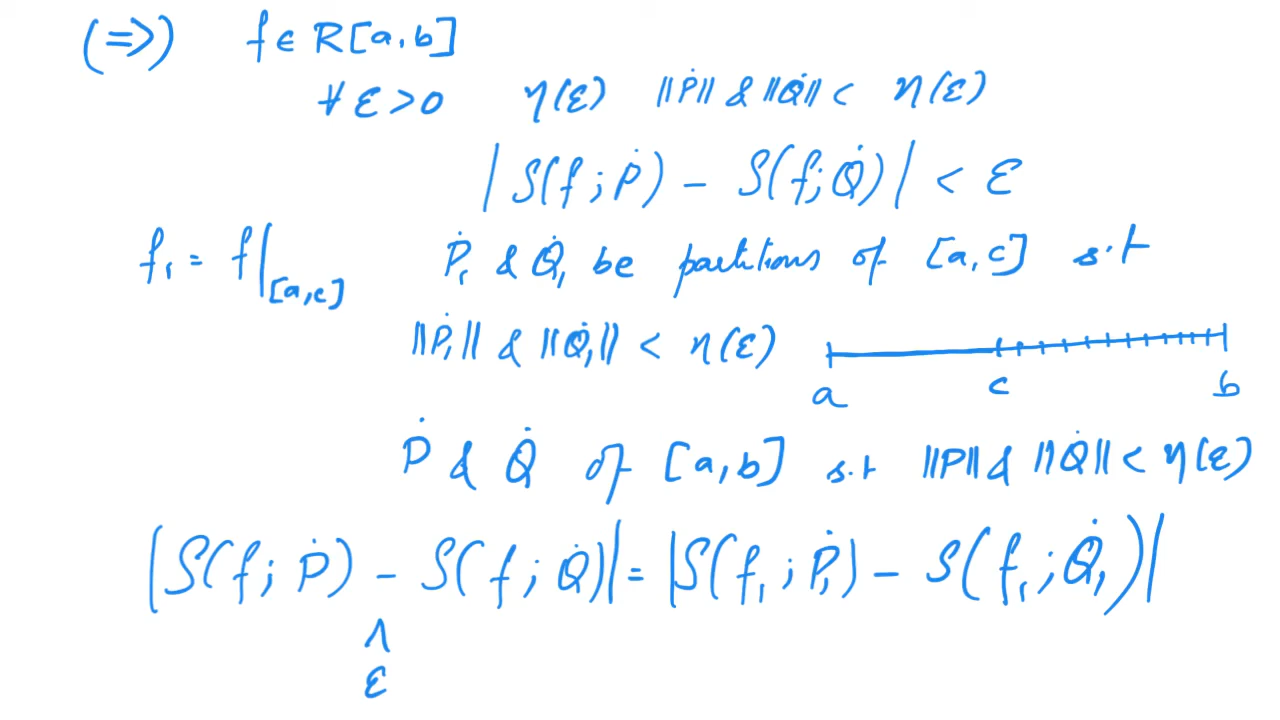 (⇒) f ∈ R[a,b]
∀ ε > 0 η(ε) ||Ṗ|| & ||Q̇|| < η(ε)
| S(f; Ṗ) – S(f; Q̇) | < ε
f₁ = f|[a,c] Ṗ₁ & Q̇₁ be partitions of [a,c] s.t
||Ṗ₁|| & ||Q̇₁|| < η(ε)
a c b
Ṗ & Q̇ of [a,b] s.t ||P|| & ||Q̇|| < η(ε)
|S(f; Ṗ) – S(f; Q̇)| = |S(f₁; Ṗ₁) – S(f₁; Q̇₁)|
∧
ε